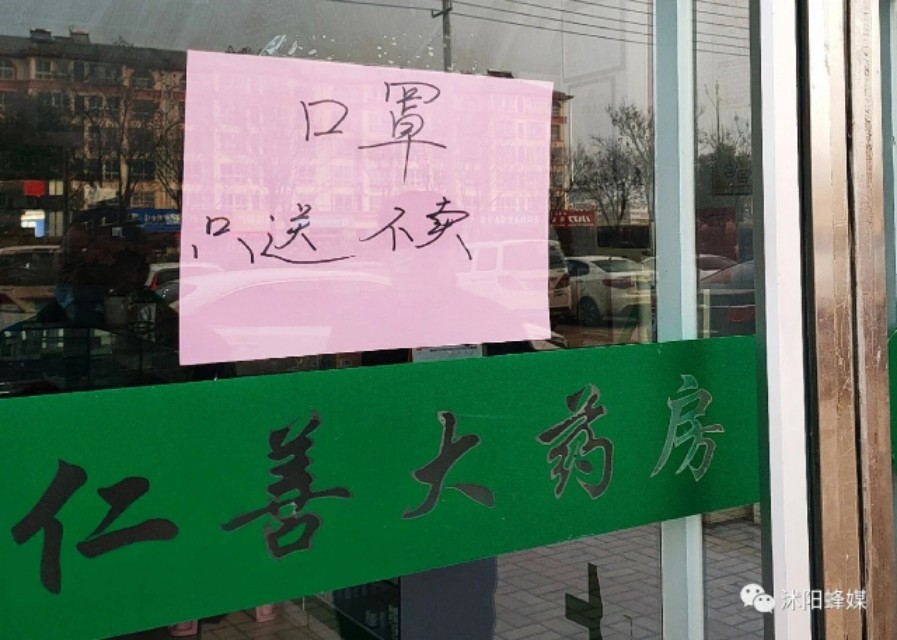 口罩
只送 不卖
仁善大药房
沭阳蜂媒